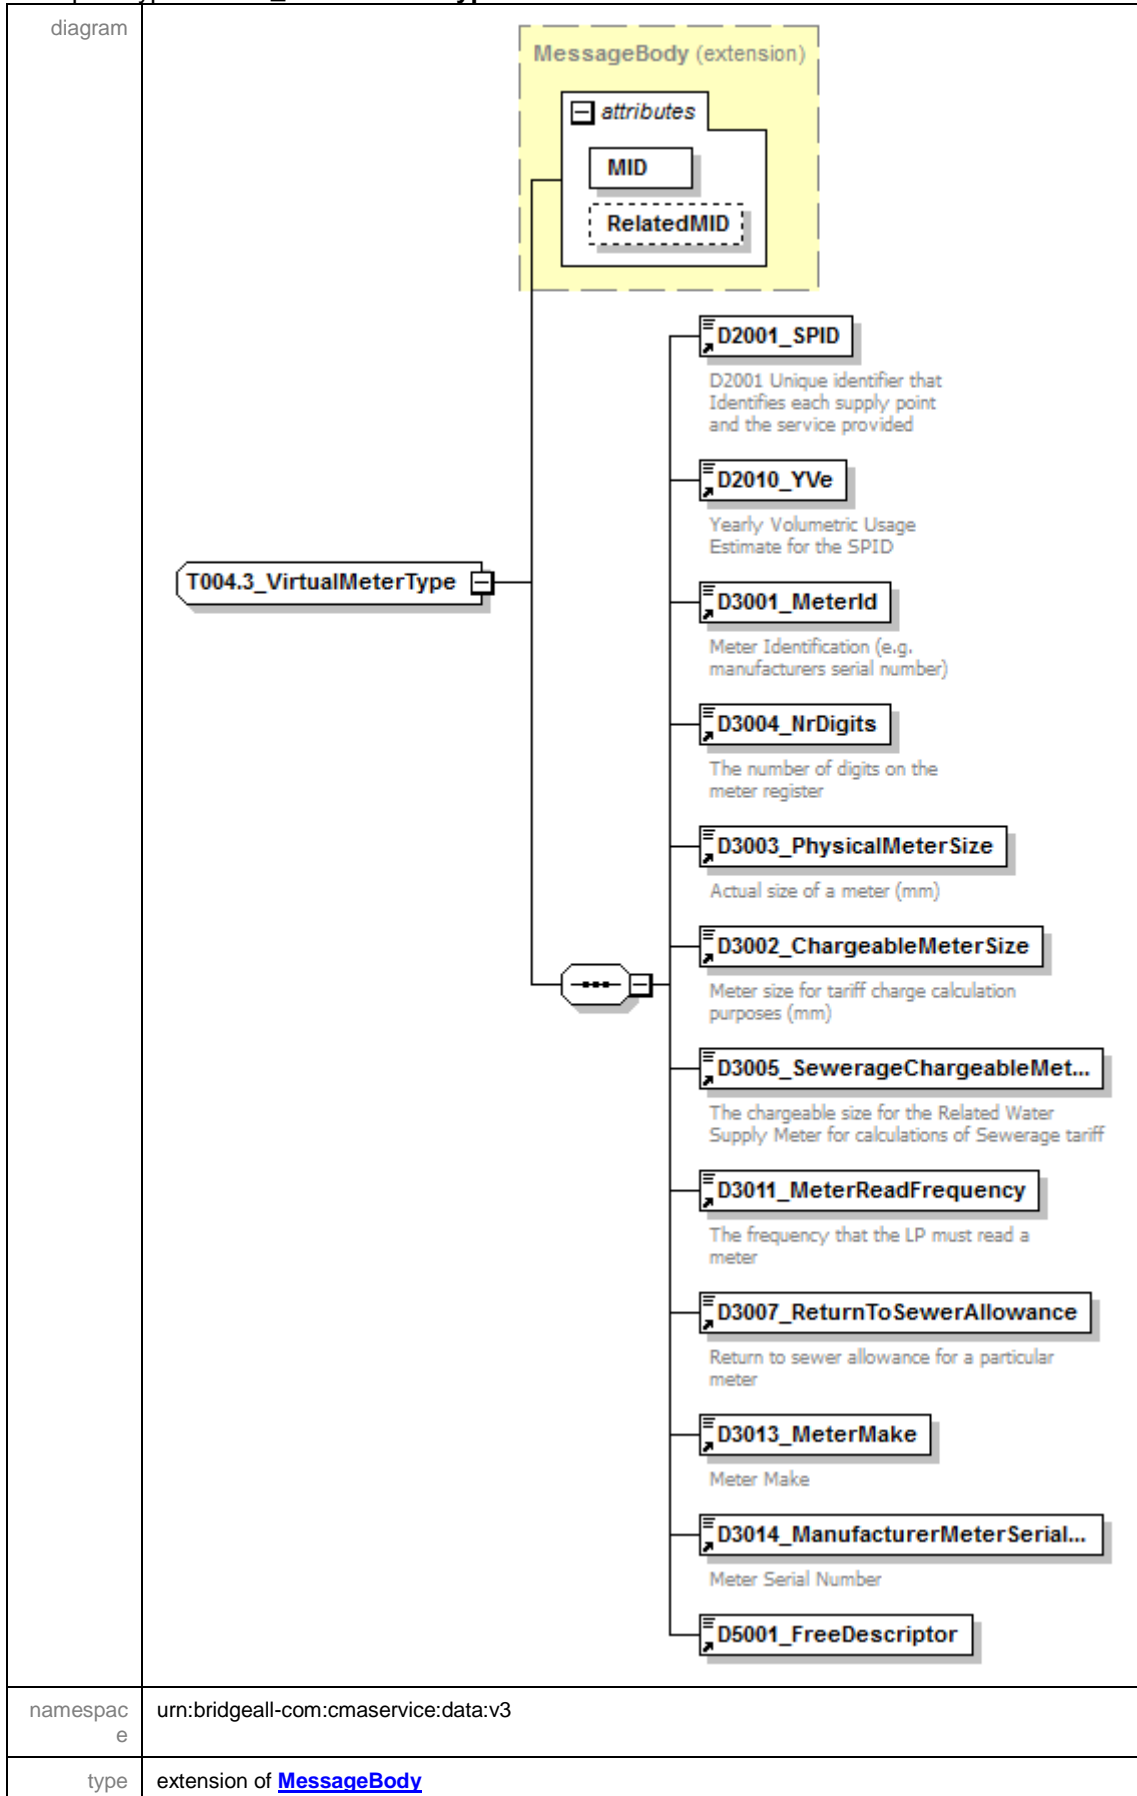 diagram
MessageBody (extension)
attributes
MID
RelatedMID
D2001_SPID
D2001 Unique identifier that
Identifies each supply point
and the service provided
D2010_YVe
Yearly Volumetric Usage
Estimate for the SPID
T004.3_VirtualMeterType
D3001_MeterId
Meter Identification (e.g.
manufacturers serial number)
D3004_NrDigits
The number of digits on the
meter register
D3003_PhysicalMeterSize
Actual size of a meter (mm)
D3002_ChargeableMeterSize
Meter size for tariff charge calculation
purposes (mm)
D3005_SewerageChargeableMet...
The chargeable size for the Related Water
Supply Meter for calculations of Sewerage tariff
D3011_MeterReadFrequency
The frequency that the LP must read a
meter
D3007_ReturnToSewerAllowance
Return to sewer allowance for a particular
meter
D3013_MeterMake
Meter Make
D3014_ManufacturerMeterSerial...
Meter Serial Number
D5001_FreeDescriptor
namespac
e
urn:bridgeall-com:cmaservice:data:v3
type
extension of MessageBody